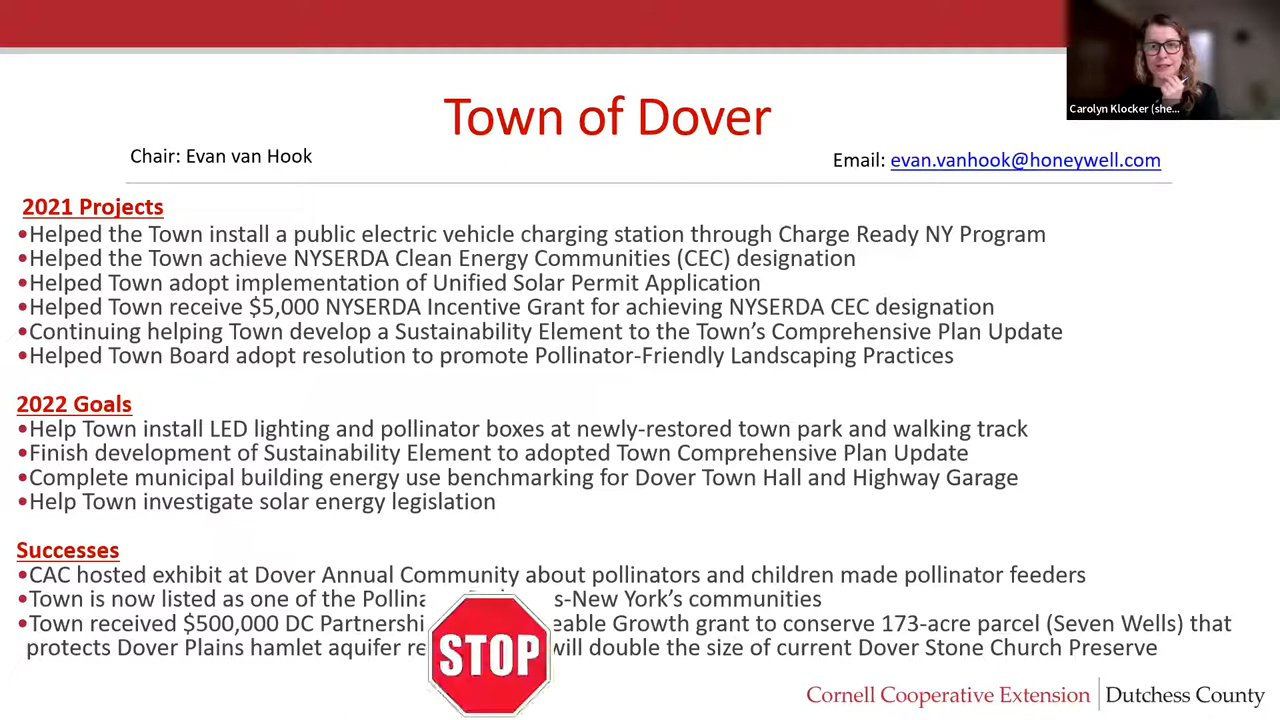 Carolyn Klocker (she...
Town of Dover
Chair: Evan van Hook
Email: evan.vanhook@honeywell.com
2021 Projects
•Helped the Town install a public electric vehicle charging station through Charge Ready NY Program
•Helped the Town achieve NYSERDA Clean Energy Communities (CEC) designation
•Helped Town adopt implementation of Unified Solar Permit Application
•Helped Town receive $5,000 NYSERDA Incentive Grant for achieving NYSERDA CEC designation
•Continuing helping Town develop a Sustainability Element to the Town’s Comprehensive Plan Update
•Helped Town Board adopt resolution to promote Pollinator-Friendly Landscaping Practices
2022 Goals
•Help Town install LED lighting and pollinator boxes at newly-restored town park and walking track
•Finish development of Sustainability Element to adopted Town Comprehensive Plan Update
•Complete municipal building energy use benchmarking for Dover Town Hall and Highway Garage
•Help Town investigate solar energy legislation
Successes
•CAC hosted exhibit at Dover Annual Community about pollinators and children made pollinator feeders
•Town is now listed as one of the s-New York’s communities
•Town received $500,000 DC Growth grant to conserve 173-acre parcel (Seven Wells) that
protects Dover Plains hamlet aquifer will double the size of current Dover Stone Church Preserve
STOP
Cornell Cooperative Extension | Dutchess County